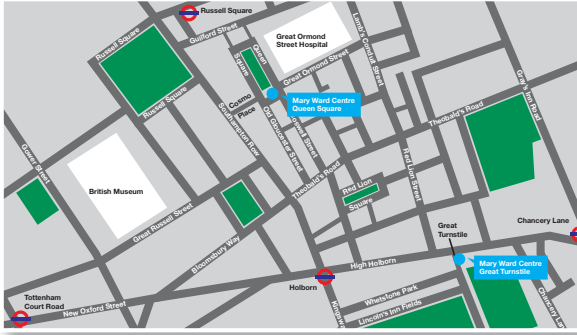 Russell Square
Russell Square
Guilford Street
Great Ormond
Street Hospital
Lamb's Conduit Street
Queen
Square
Great Ormond Street
Gray's Inn Road
Russell Square
Cosmo
Place
Mary Ward Centre
Queen Square
Theobald's Road
Southampton Row
Old Gloucester Street
Boswell Street
Gower Street
British Museum
Theobald's Road
Red Lion Street
Red Lion
Square
Great Russell Street
Bloomsbury Way
Great
Turnstile
Chancery Lane
High Holborn
Mary Ward Centre
Great Turnstile
Holborn
Whetstone Park
Tottenham
Court Road
New Oxford Street
Kingsway
Lincoln's Inn Fields
Chancery La